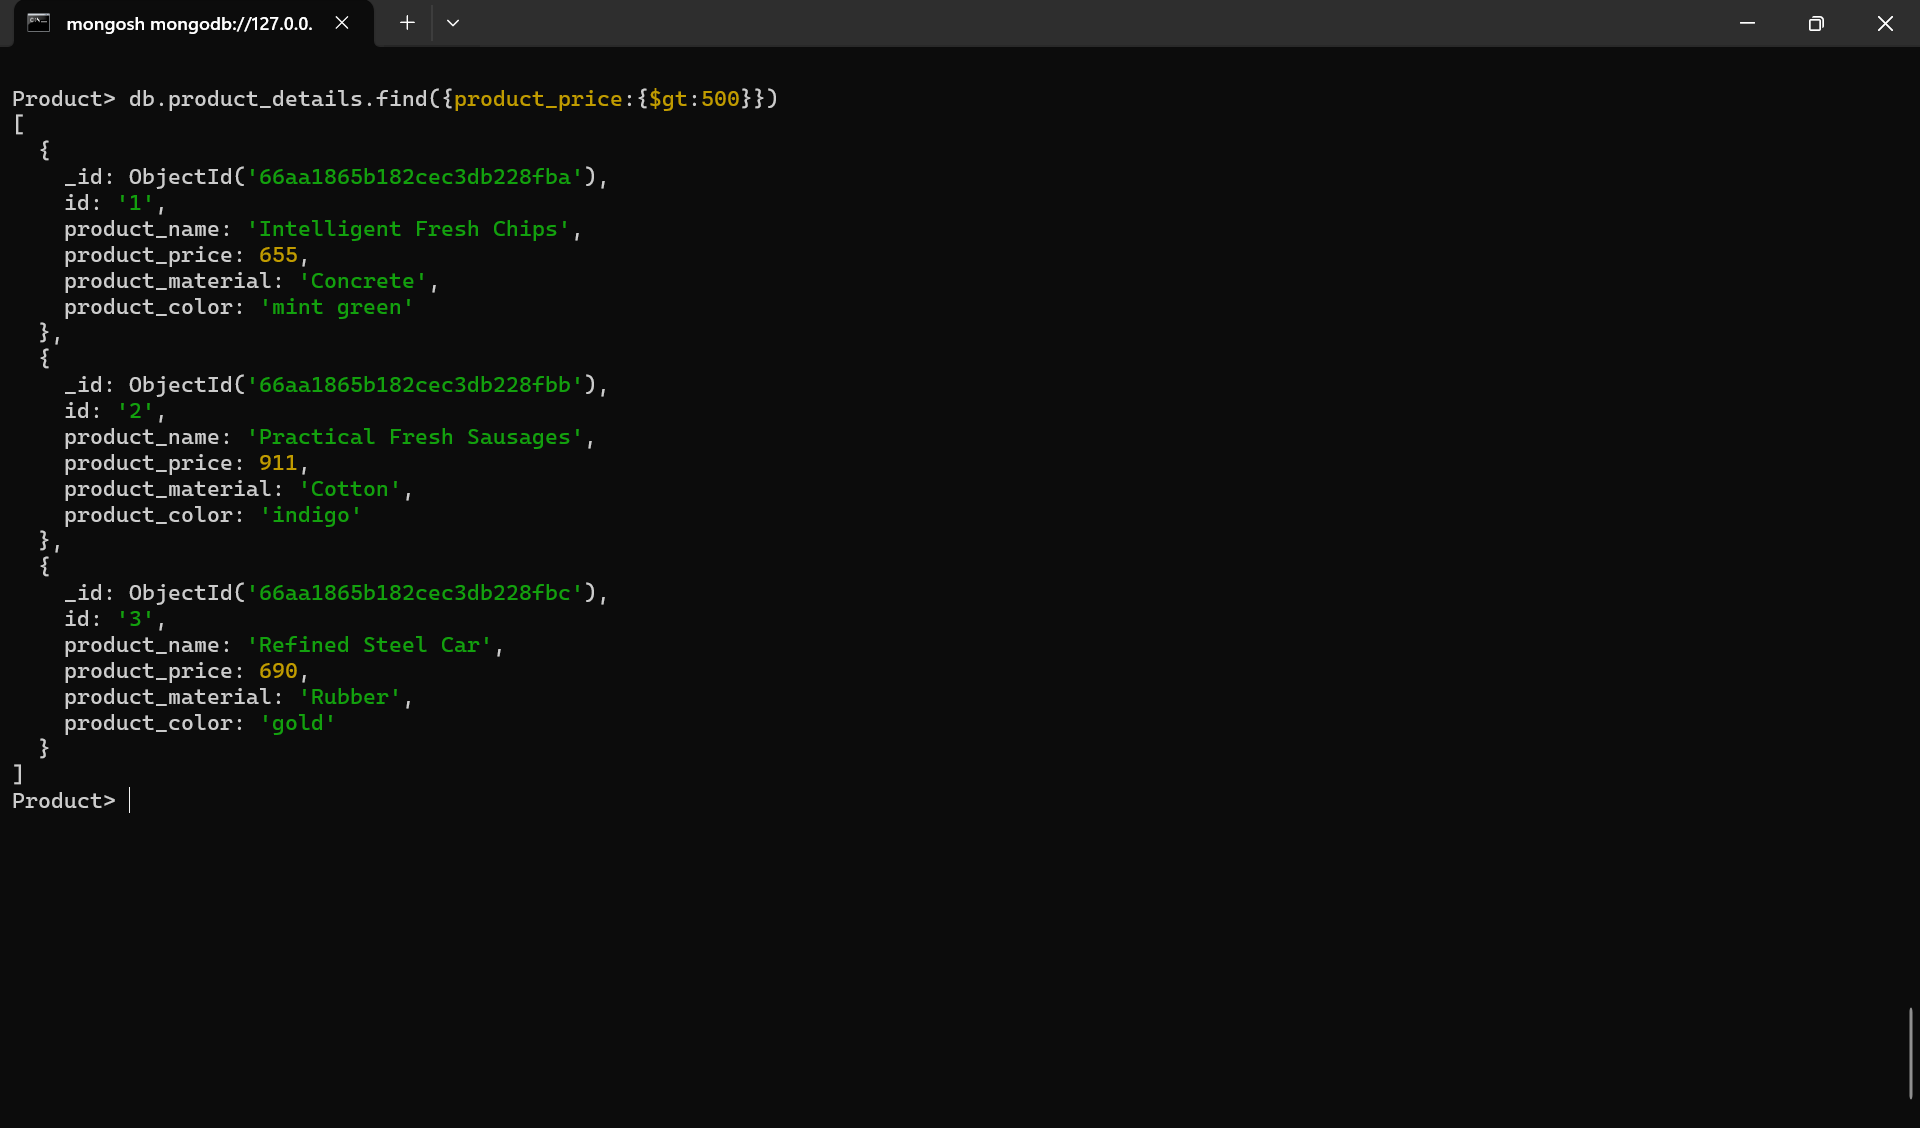 mongosh mongodb://127.0.0.
Product> db.product_details.find({product_price:{$gt:500}})
[
  {
    _id: ObjectId('66aa1865b182cec3db228fba'),
    id: '1',
    product_name: 'Intelligent Fresh Chips',
    product_price: 655,
    product_material: 'Concrete',
    product_color: 'mint green'
  },
  {
    _id: ObjectId('66aa1865b182cec3db228fbb'),
    id: '2',
    product_name: 'Practical Fresh Sausages',
    product_price: 911,
    product_material: 'Cotton',
    product_color: 'indigo'
  },
  {
    _id: ObjectId('66aa1865b182cec3db228fbc'),
    id: '3',
    product_name: 'Refined Steel Car',
    product_price: 690,
    product_material: 'Rubber',
    product_color: 'gold'
  }
]
Product>